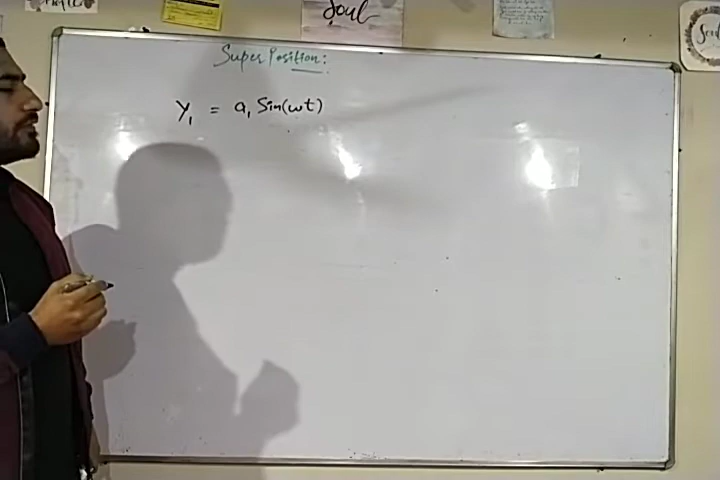 Soul
Super Position:
y₁ = a₁ Sin(ωt)